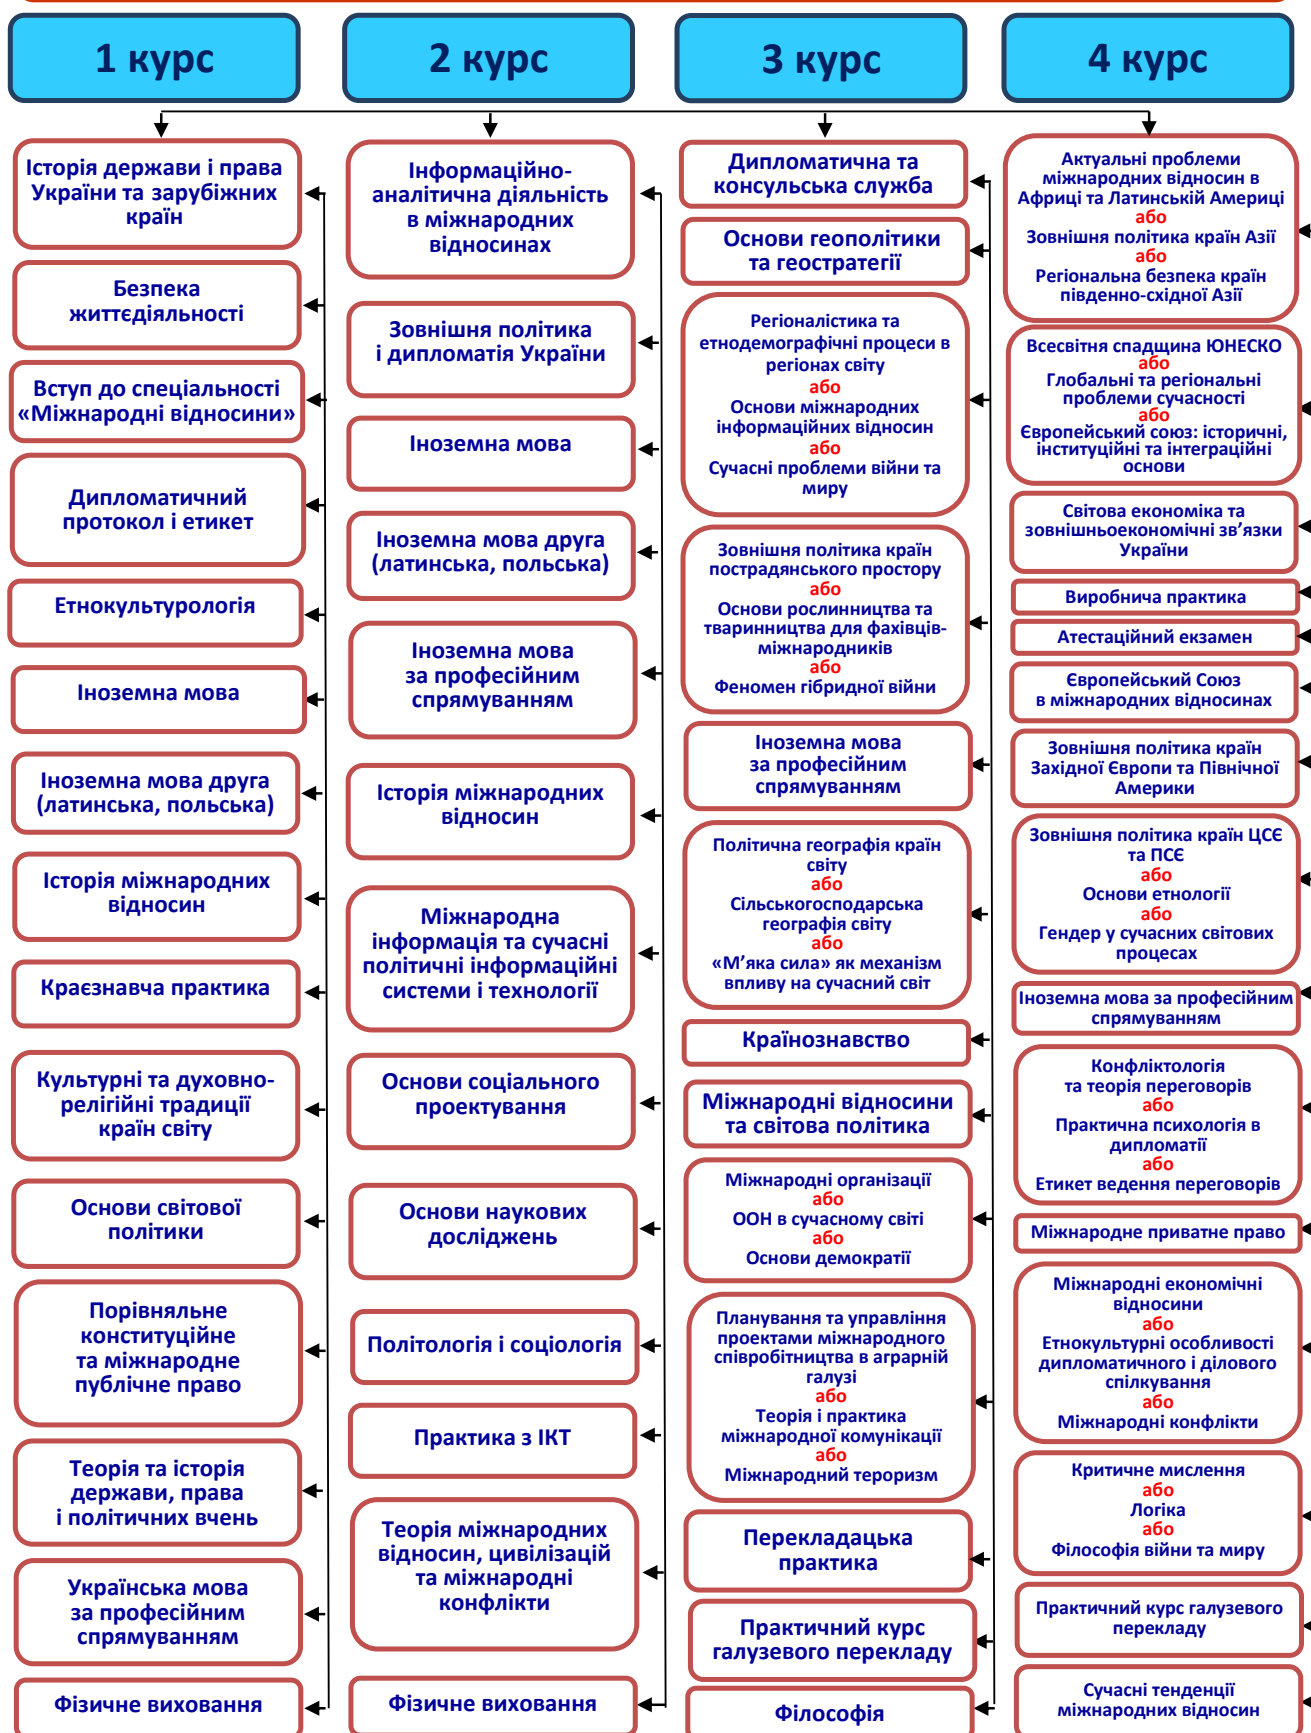 1 курс
2 курс
3 курс
4 курс
Історія держави і права
України та зарубіжних
країн
Безпека
життєдіяльності
Вступ до спеціальності
«Міжнародні відносини»
Дипломатичний
протокол і етикет
Етнокультурологія
Іноземна мова
Іноземна мова друга
(латинська, польська)
Історія міжнародних
відносин
Краєзнавча практика
Культурні та духовно-
релігійні традиції
країн світу
Основи світової
політики
Порівняльне
конституційне
та міжнародне
публічне право
Теорія та історія
держави, права
і політичних вчень
Українська мова
за професійним
спрямуванням
Фізичне виховання
Інформаційно-
аналітична діяльність
в міжнародних
відносинах
Зовнішня політика
і дипломатія України
Іноземна мова
Іноземна мова друга
(латинська, польська)
Іноземна мова
за професійним
спрямуванням
Історія міжнародних
відносин
Міжнародна
інформація та сучасні
політичні інформаційні
системи і технології
Основи соціального
проектування
Основи наукових
досліджень
Політологія і соціологія
Практика з ІКТ
Теорія міжнародних
відносин, цивілізацій
та міжнародні
конфлікти
Фізичне виховання
Дипломатична та
консульська служба
Основи геополітики
та геостратегії
Регіоналістика та
етнодемографічні процеси в
регіонах світу
або
Основи міжнародних
інформаційних відносин
або
Сучасні проблеми війни та
миру
Зовнішня політика країн
пострадянського простору
або
Основи рослинництва та
тваринництва для фахівців-
міжнародників
або
Феномен гібридної війни
Іноземна мова
за професійним
спрямуванням
Політична географія країн
світу
або
Сільськогосподарська
географія світу
або
«М’яка сила» як механізм
впливу на сучасний світ
Країнознавство
Міжнародні відносини
та світова політика
Міжнародні організації
або
ООН в сучасному світі
або
Основи демократії
Планування та управління
проектами міжнародного
співробітництва в аграрній
галузі
або
Теорія і практика
міжнародної комунікації
або
Міжнародний тероризм
Перекладацька
практика
Практичний курс
галузевого перекладу
Філософія
Актуальні проблеми
міжнародних відносин в
Африці та Латинській Америці
або
Зовнішня політика країн Азії
або
Регіональна безпека країн
південно-східної Азії
Всесвітня спадщина ЮНЕСКО
або
Глобальні та регіональні
проблеми сучасності
або
Європейський союз: історичні,
інституційні та інтеграційні
основи
Світова економіка та
зовнішньоекономічні зв’язки
України
Виробнича практика
Атестаційний екзамен
Європейський Союз
в міжнародних відносинах
Зовнішня політика країн
Західної Європи та Північної
Америки
Зовнішня політика країн ЦСЄ
та ПСЄ
або
Основи етнології
або
Гендер у сучасних світових
процесах
Іноземна мова за професійним
спрямуванням
Конфліктологія
та теорія переговорів
або
Практична психологія в
дипломатії
або
Етикет ведення переговорів
Міжнародне приватне право
Міжнародні економічні
відносини
або
Етнокультурні особливості
дипломатичного і ділового
спілкування
або
Міжнародні конфлікти
Критичне мислення
або
Логіка
або
Філософія війни та миру
Практичний курс галузевого
перекладу
Сучасні тенденції
міжнародних відносин